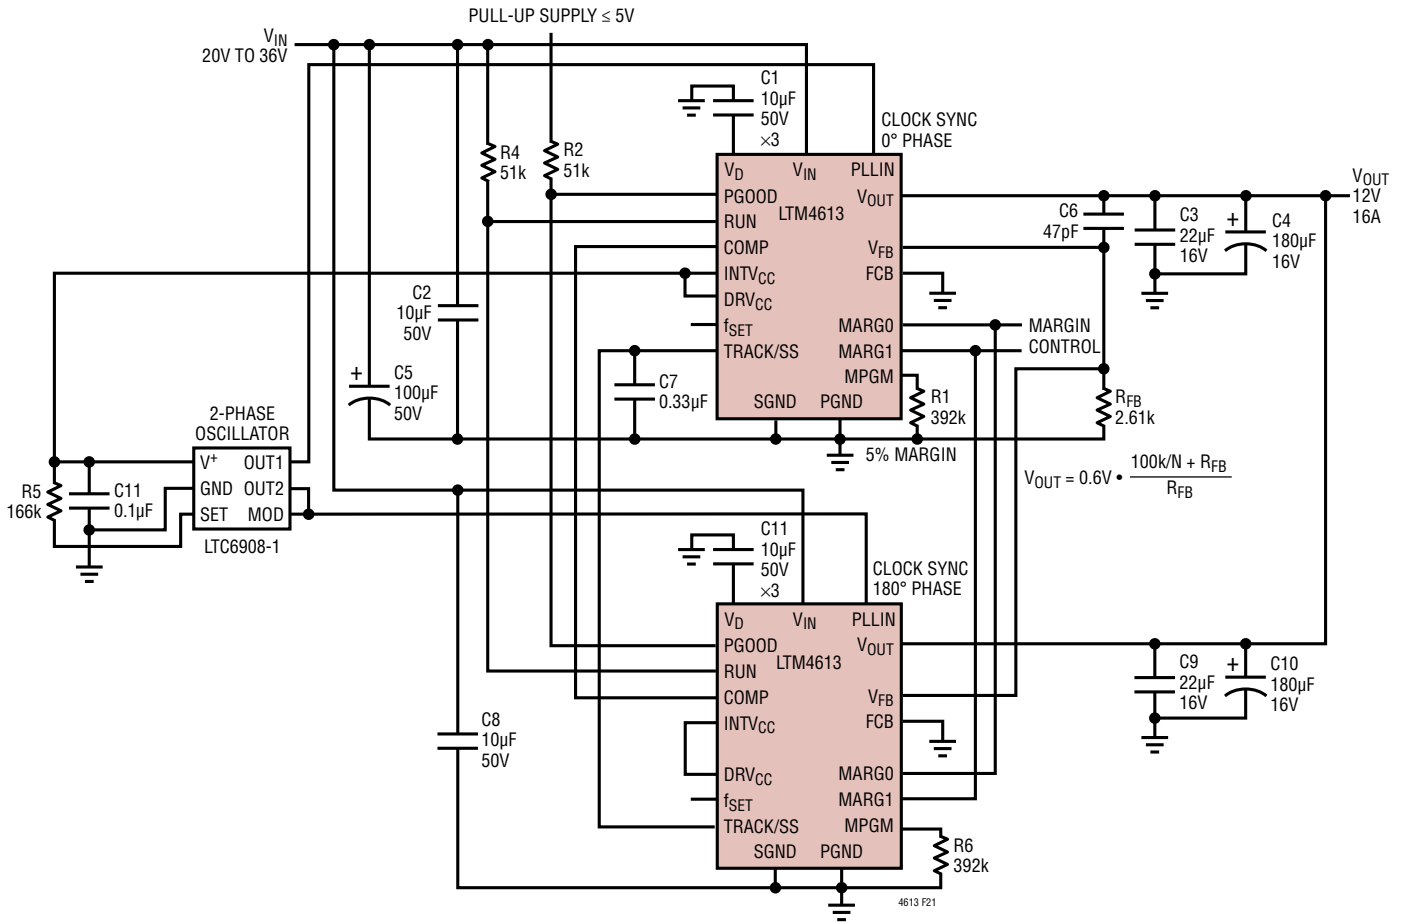 PULL-UP SUPPLY ≤ 5V
VIN
20V TO 36V
C1
10µF
50V
×3
CLOCK SYNC
0° PHASE
R4
51k
R2
51k
VD
VIN
PLLIN
PGOOD
VOUT
LTM4613
RUN
COMP
VFB
INTVCC
FCB
DRVCC
fSET
MARG0
TRACK/SS
MARG1
MPGM
SGND
PGND
VOUT
12V
16A
C6
47pF
C3
22µF
16V
C4
180µF
16V
MARGIN
CONTROL
C2
10µF
50V
C5
100µF
50V
+
+
C7
0.33µF
R1
392k
RFB
2.61k
5% MARGIN
VOUT = 0.6V • 100k/N + RFB
RFB
2-PHASE
OSCILLATOR
V+
OUT1
GND
OUT2
SET
MOD
LTC6908-1
R5
166k
C11
0.1µF
C11
10µF
50V
×3
CLOCK SYNC
180° PHASE
VD
VIN
PLLIN
PGOOD
VOUT
LTM4613
RUN
COMP
VFB
INTVCC
FCB
DRVCC
MARG0
fSET
MARG1
TRACK/SS
MPGM
SGND
PGND
C8
10µF
50V
C9
22µF
16V
+
C10
180µF
16V
R6
392k
4613 F21